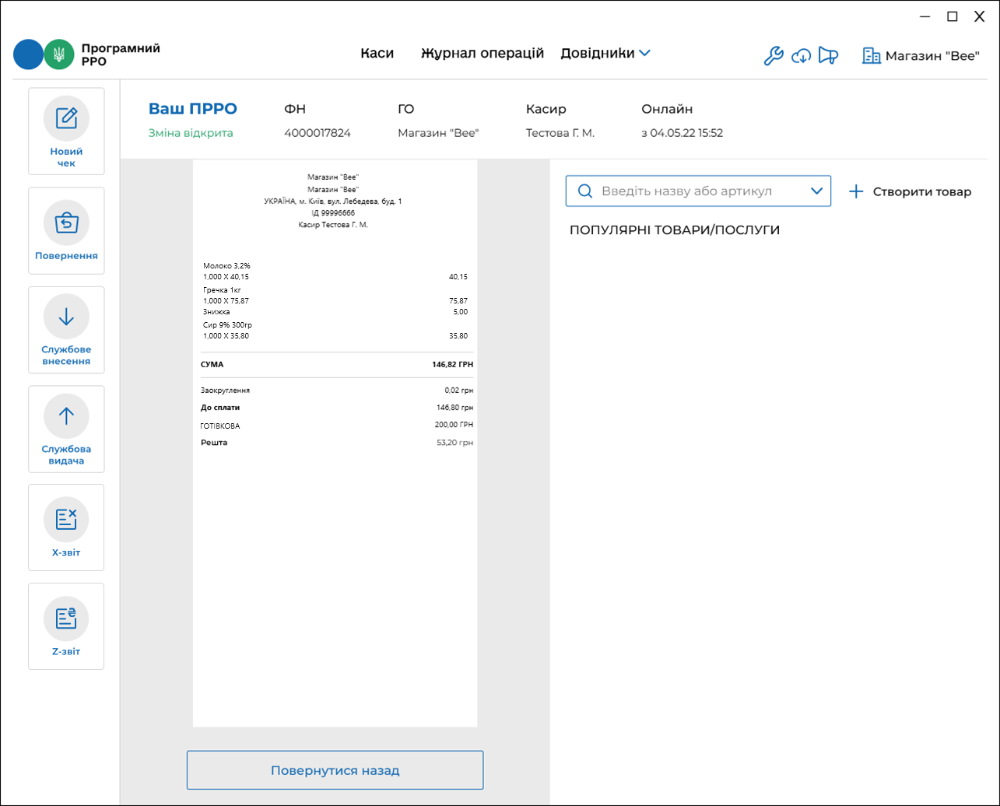 Програмний
РРО
Каси
Журнал операцій
Довідники
Магазин "Bee"
Новий
чек
Повернення
Службове
внесення
Службова
видача
X-звіт
Z-звіт
Ваш ПРРО
Зміна відкрита
ФН
4000017824
ГО
Магазин "Bee"
Касир
Тестова Г. М.
Онлайн
з 04.05.22 15:52
Магазин "Bee"
Магазин "Bee"
УКРАЇНА, м. Київ, вул. Лебедева, буд. 1
ІД 99996666
Касир Тестова Г. М.
Молоко 3,2%
1,000 X 40,15 40,15
Гречка 1кг
1,000 X 75,87 75,87
Знижка 5,00
Сир 9% 300гр
1,000 X 35,80 35,80
СУМА 146,82 ГРН
Заокруглення 0,02 грн
До сплати 146,80 грн
ГОТІВКОВА 200,00 ГРН
Решта 53,20 грн
Повернутися назад
Введіть назву або артикул
Створити товар
ПОПУЛЯРНІ ТОВАРИ/ПОСЛУГИ